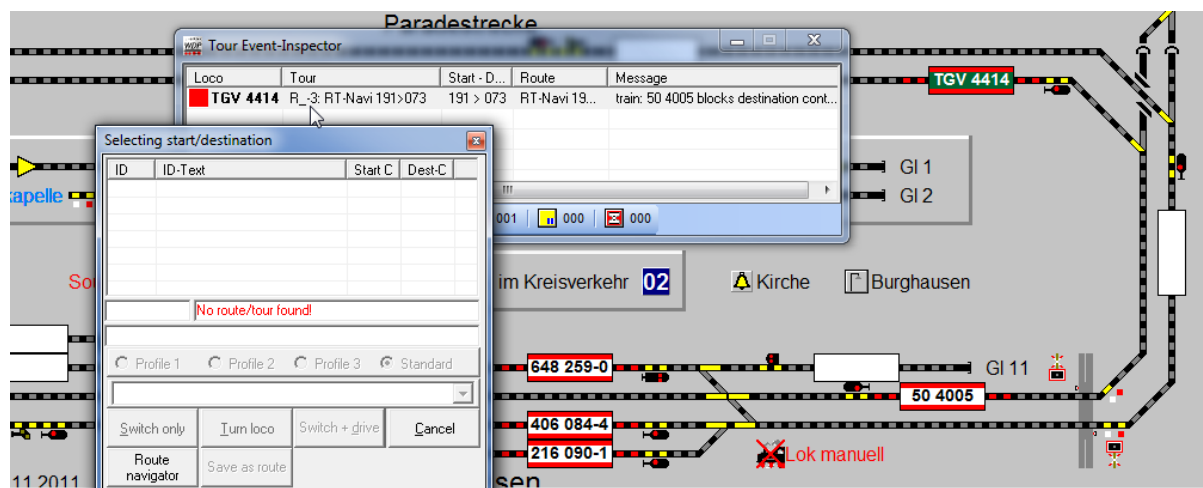 Paradestrecke
WDP Tour Event-Inspector
Loco Tour Start - D... Route Message
TGV 4414 R_-3: RT-Navi 191>073 191 > 073 RT-Navi 19... train: 50 4005 blocks destination cont...
TGV 4414
Selecting start/destination
ID ID-Text Start C Dest-C
apelle
Gl 1
Gl 2
001 000 000
So
im Kreisverkehr 02
Kirche
Burghausen
No route/tour found!
Profile 1 Profile 2 Profile 3 Standard
648 259-0
Gl 11
50 4005
Switch only Turn loco Switch + drive Cancel
406 084-4
216 090-1
Lok manuell
Route navigator Save as route
11.2011
sen